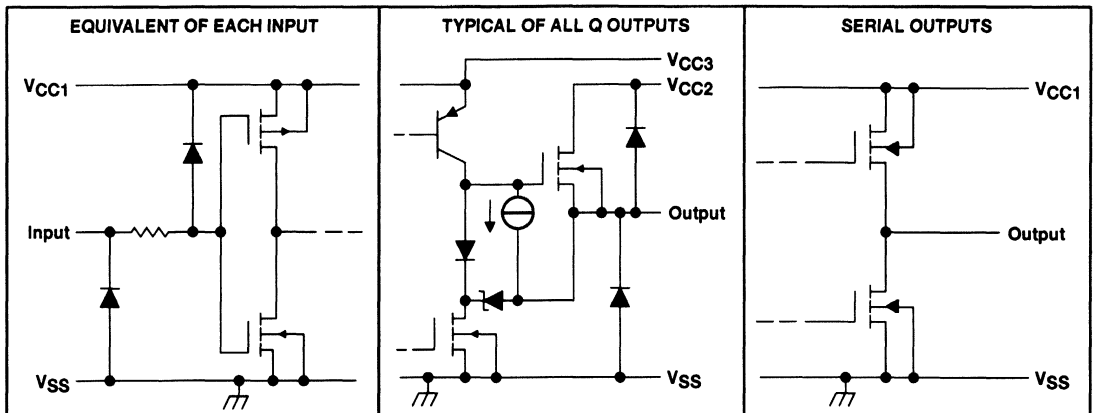 EQUIVALENT OF EACH INPUT
VCC1
Input
VSS
TYPICAL OF ALL Q OUTPUTS
VCC3
VCC2
Output
VSS
SERIAL OUTPUTS
VCC1
Output
VSS